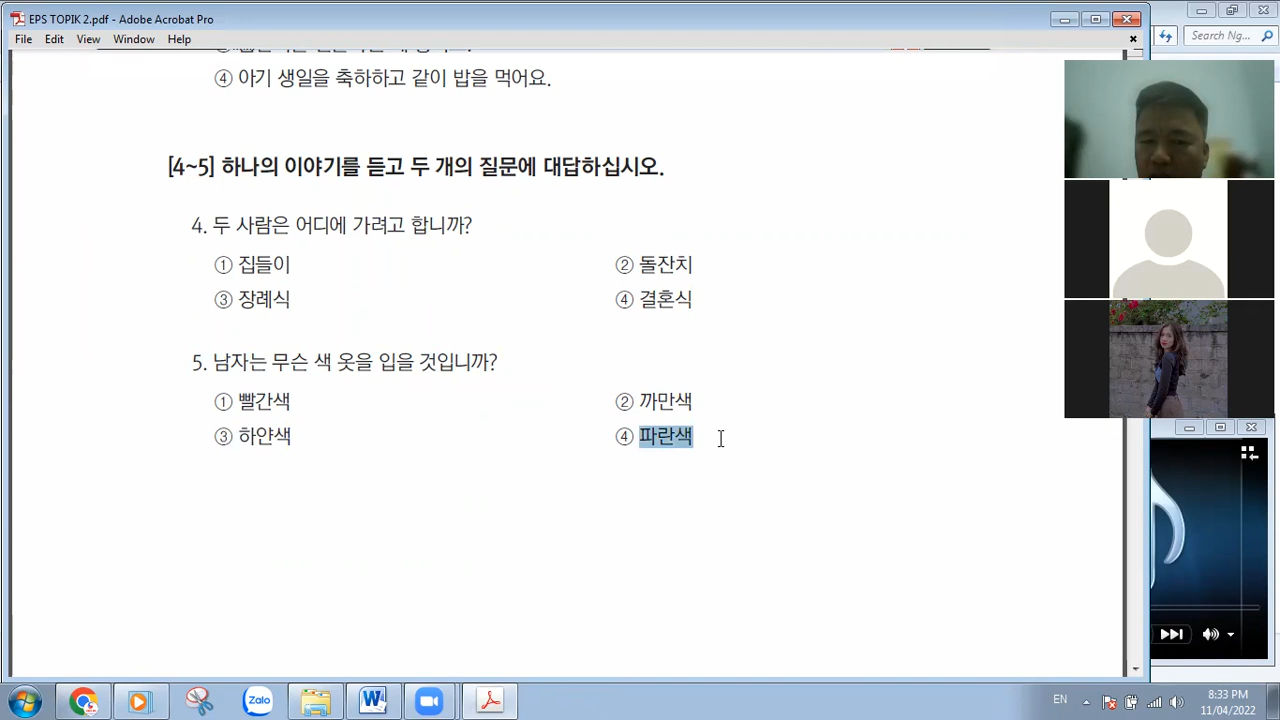 EPS TOPIK 2.pdf - Adobe Acrobat Pro
File Edit View Window Help
Search Ng...
④ 아기 생일을 축하하고 같이 밥을 먹어요.
[4~5] 하나의 이야기를 듣고 두 개의 질문에 대답하십시오.
4. 두 사람은 어디에 가려고 합니까?
① 집들이 ② 돌잔치
③ 장례식 ④ 결혼식
5. 남자는 무슨 색 옷을 입을 것입니까?
① 빨간색 ② 까만색
③ 하얀색 ④ 파란색
Zalo
EN
8:33 PM
11/04/2022